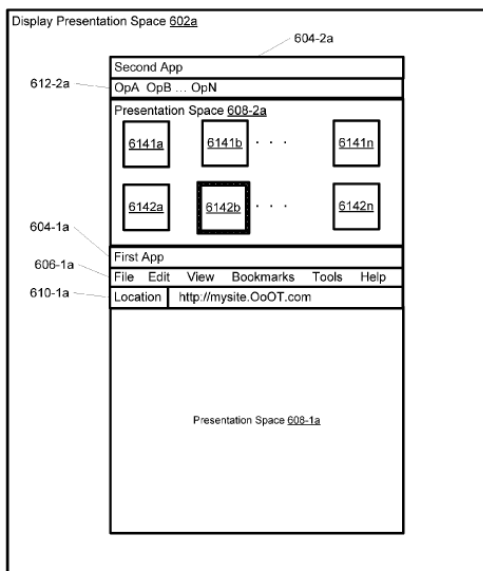 Display Presentation Space 602a
604-2a
Second App
612-2a
OpA OpB ... OpN
Presentation Space 608-2a
6141a 6141b . . . 6141n
6142a 6142b . . . 6142n
604-1a
First App
606-1a
File Edit View Bookmarks Tools Help
610-1a
Location http://mysite.OoOT.com
Presentation Space 608-1a